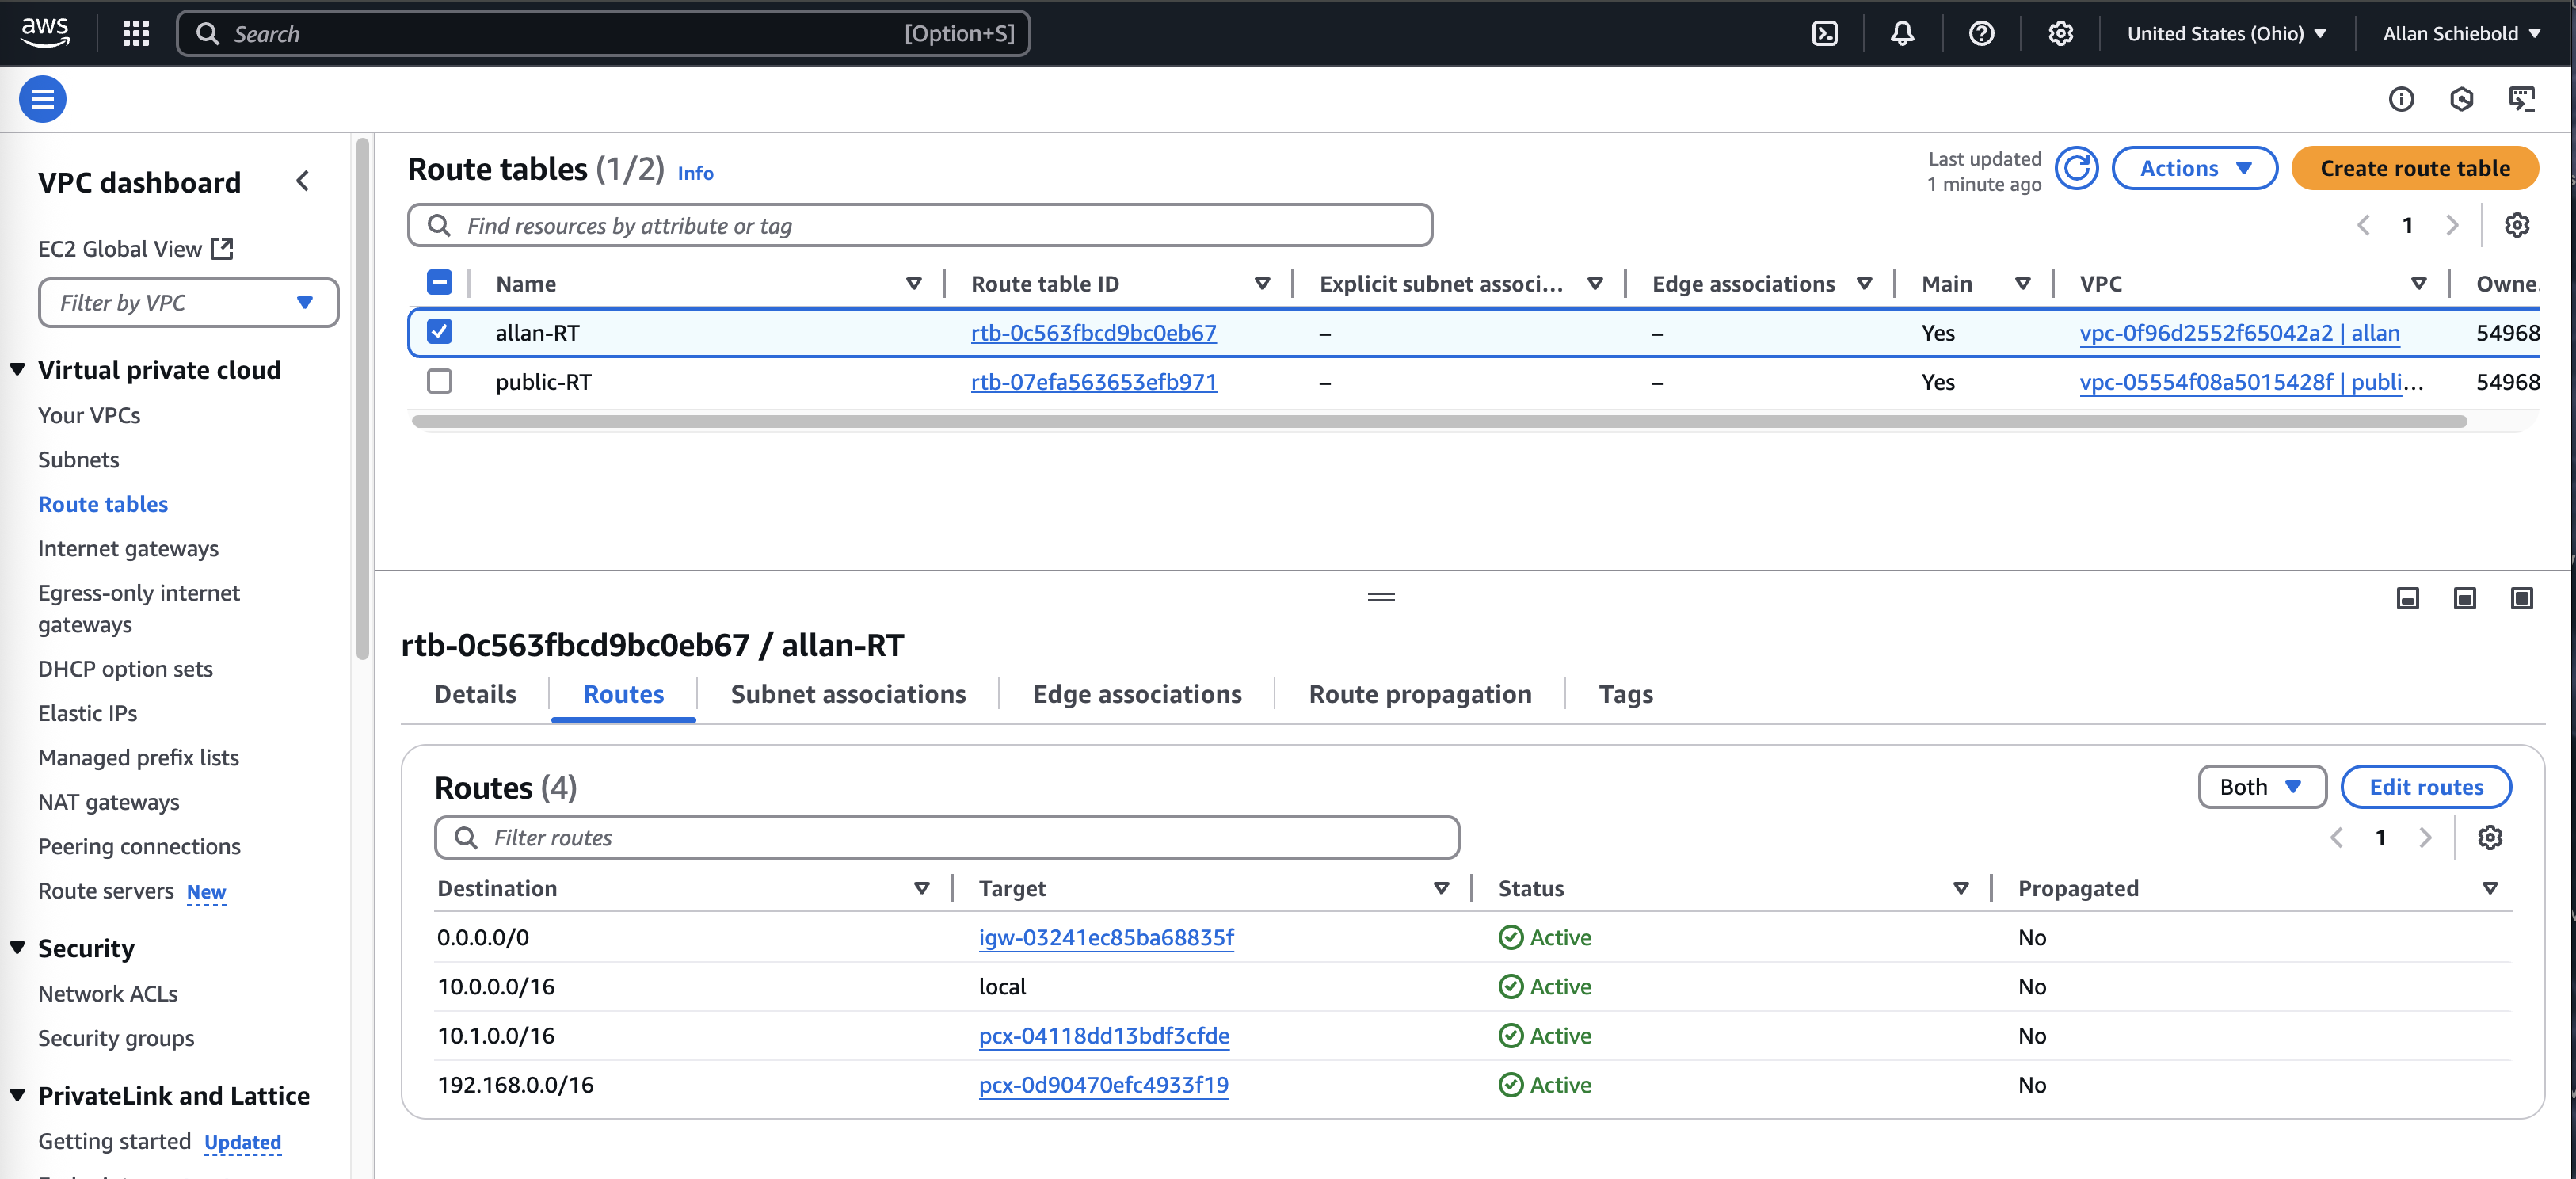 aws
Search [Option+S]
United States (Ohio)
Allan Schiebold
VPC dashboard
EC2 Global View
Filter by VPC
Virtual private cloud
Your VPCs
Subnets
Route tables
Internet gateways
Egress-only internet
gateways
DHCP option sets
Elastic IPs
Managed prefix lists
NAT gateways
Peering connections
Route servers New
Security
Network ACLs
Security groups
PrivateLink and Lattice
Getting started Updated
Route tables (1/2) Info
Last updated
1 minute ago
Actions
Create route table
Find resources by attribute or tag
1
Name Route table ID Explicit subnet associ... Edge associations Main VPC Owne
allan-RT rtb-0c563fbcd9bc0eb67 – – Yes vpc-0f96d2552f65042a2 | allan 54968
public-RT rtb-07efa563653efb971 – – Yes vpc-05554f08a5015428f | publi... 54968
rtb-0c563fbcd9bc0eb67 / allan-RT
Details Routes Subnet associations Edge associations Route propagation Tags
Routes (4)
Both
Edit routes
Filter routes
1
Destination Target Status Propagated
0.0.0.0/0 igw-03241ec85ba68835f Active No
10.0.0.0/16 local Active No
10.1.0.0/16 pcx-04118dd13bdf3cfde Active No
192.168.0.0/16 pcx-0d90470efc4933f19 Active No